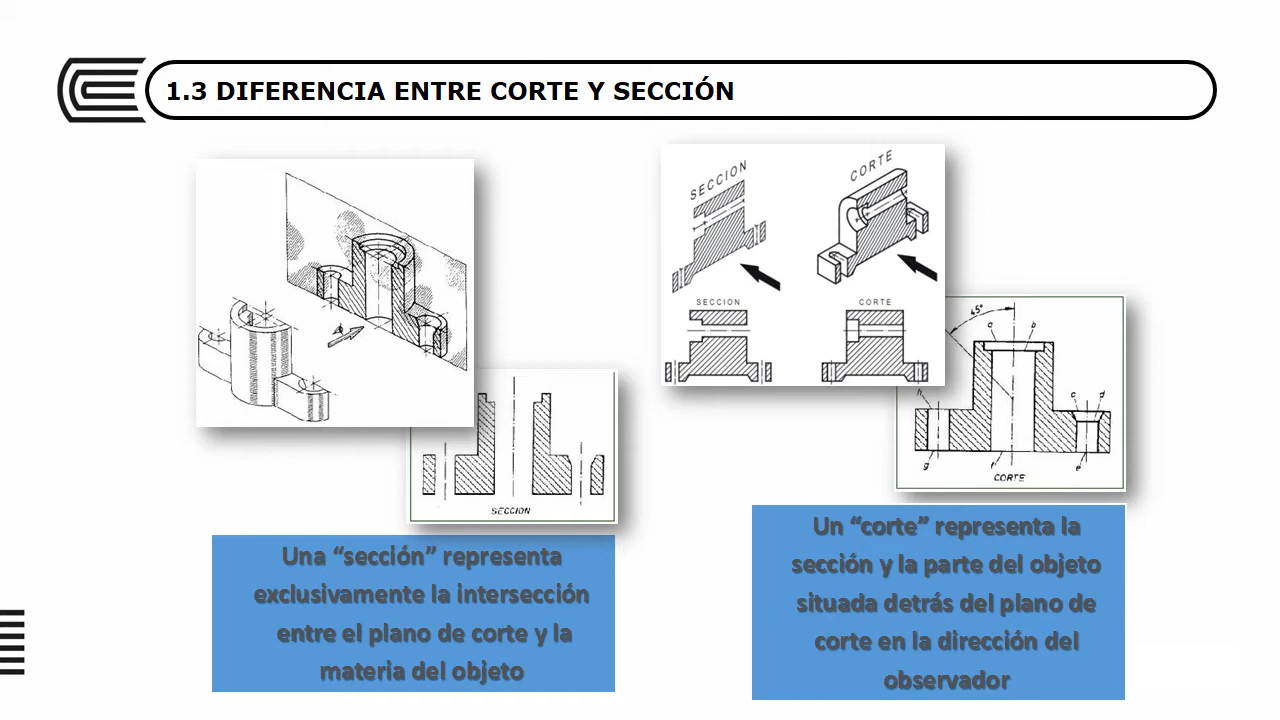 1.3 DIFERENCIA ENTRE CORTE Y SECCIÓN
SECCION
CORTE
SECCION
CORTE
45°
a
b
h
c
d
g
f
e
CORTE
SECCION
Una “sección” representa
exclusivamente la intersección
entre el plano de corte y la
materia del objeto
Un “corte” representa la
sección y la parte del objeto
situada detrás del plano de
corte en la dirección del
observador